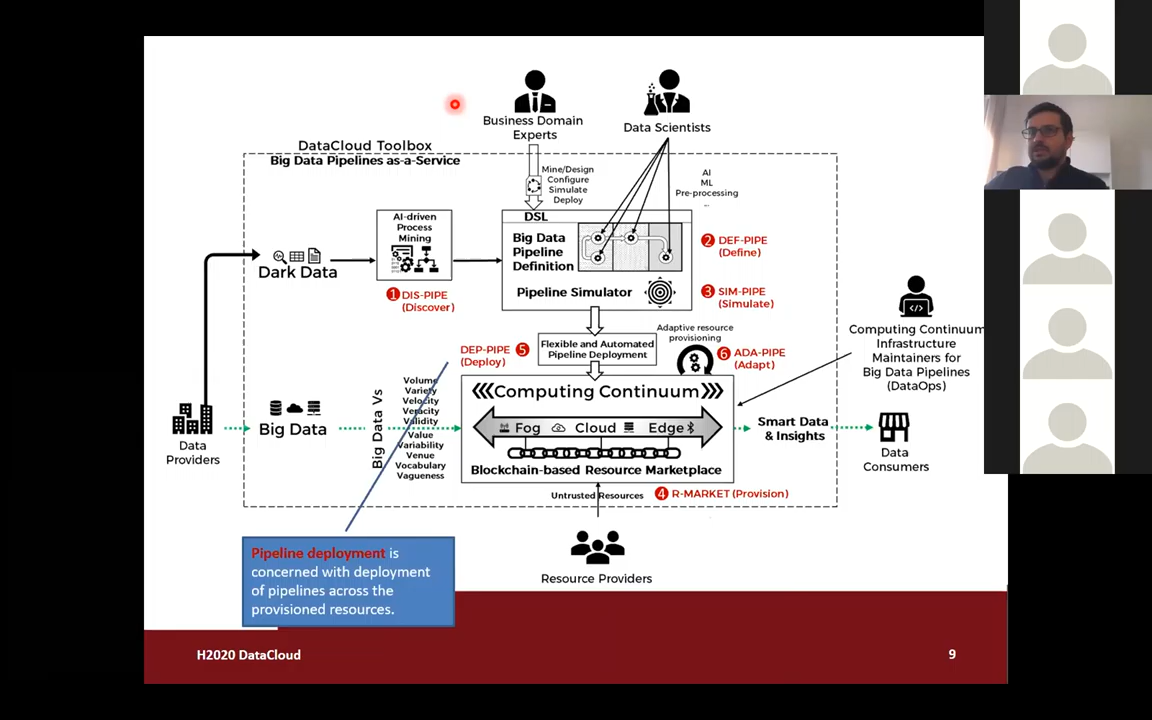 Business Domain
Experts
Data Scientists
DataCloud Toolbox
Big Data Pipelines as-a-Service
Mine/Design
Configure
Simulate
Deploy
AI
ML
Pre-processing
...
AI-driven
Process
Mining
DSL
Big Data
Pipeline
Definition
Pipeline Simulator
2 DEF-PIPE
(Define)
3 SIM-PIPE
(Simulate)
Dark Data
1 DIS-PIPE
(Discover)
Computing Continuum
Infrastructure
Maintainers for
Big Data Pipelines
(DataOps)
DEP-PIPE 5
(Deploy)
Flexible and Automated
Pipeline Deployment
Adaptive resource
provisioning
6 ADA-PIPE
(Adapt)
Big Data Vs
Volume
Variety
Velocity
Veracity
Validity
Value
Variability
Venue
Vocabulary
Vagueness
Computing Continuum
Fog
Cloud
Edge
Blockchain-based Resource Marketplace
Data
Providers
Big Data
Smart Data
& Insights
Data
Consumers
Untrusted Resources
4 R-MARKET (Provision)
Resource Providers
Pipeline deployment is
concerned with deployment
of pipelines across the
provisioned resources.
H2020 DataCloud
9